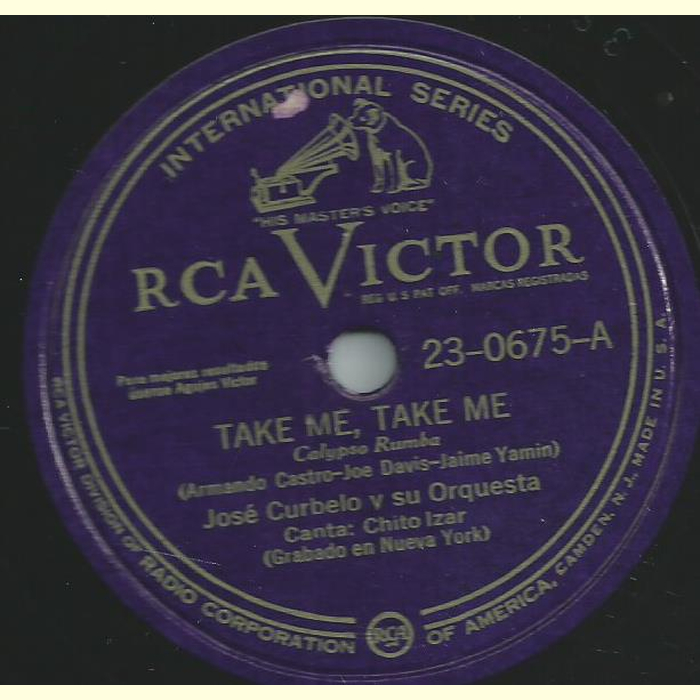 INTERNATIONAL SERIES
"HIS MASTER'S VOICE"
RCA VICTOR
REG. U. S. PAT. OFF. MARCAS REGISTRADAS
23-0675-A
Para mejores resultados
úsense Agujas Victor
TAKE ME, TAKE ME
Calypso Rumba
(Armando Castro-Joe Davis-Jaime Yamin)
José Curbelo y su Orquesta
Canta: Chito Izar
(Grabado en Nueva York)
RCA VICTOR DIVISION OF RADIO CORPORATION OF AMERICA, CAMDEN, N. J., MADE IN U. S. A.
RCA